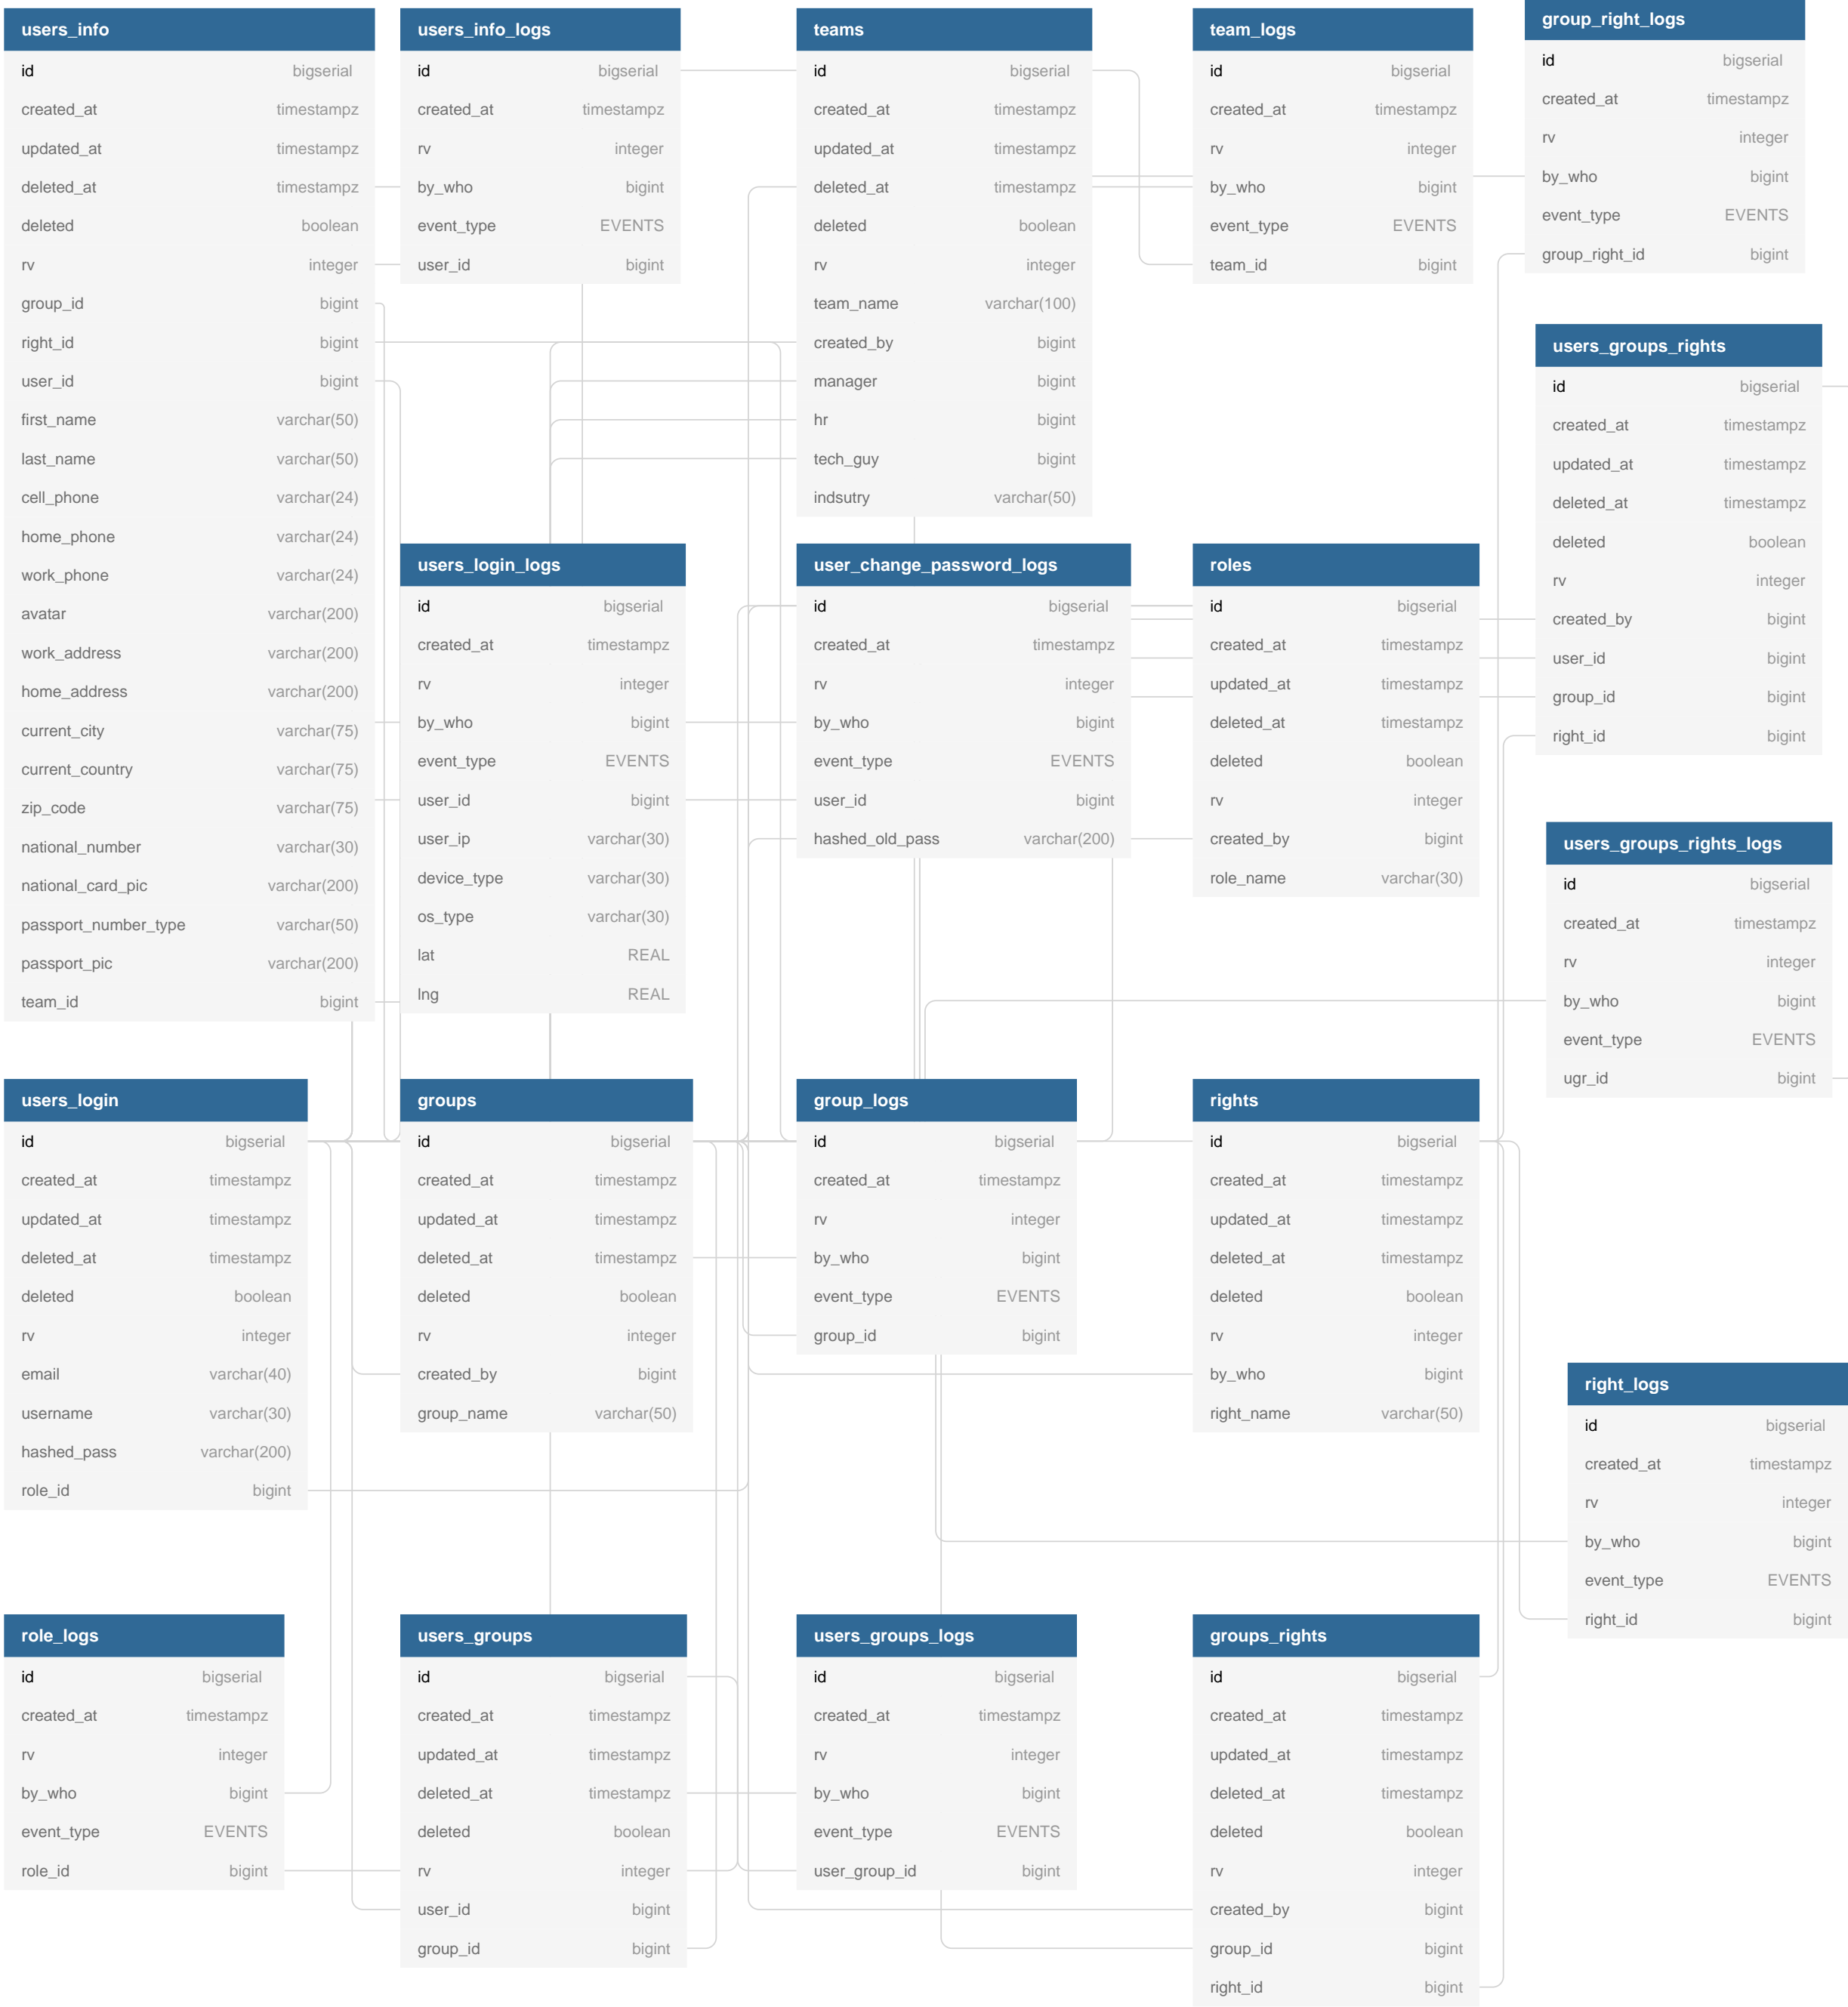 users_info
id bigserial
created_at timestampz
updated_at timestampz
deleted_at timestampz
deleted boolean
rv integer
group_id bigint
right_id bigint
user_id bigint
first_name varchar(50)
last_name varchar(50)
cell_phone varchar(24)
home_phone varchar(24)
work_phone varchar(24)
avatar varchar(200)
work_address varchar(200)
home_address varchar(200)
current_city varchar(75)
current_country varchar(75)
zip_code varchar(75)
national_number varchar(30)
national_card_pic varchar(200)
passport_number_type varchar(50)
passport_pic varchar(200)
team_id bigint
users_info_logs
id bigserial
created_at timestampz
rv integer
by_who bigint
event_type EVENTS
user_id bigint
teams
id bigserial
created_at timestampz
updated_at timestampz
deleted_at timestampz
deleted boolean
rv integer
team_name varchar(100)
created_by bigint
manager bigint
hr bigint
tech_guy bigint
indsutry varchar(50)
team_logs
id bigserial
created_at timestampz
rv integer
by_who bigint
event_type EVENTS
team_id bigint
group_right_logs
id bigserial
created_at timestampz
rv integer
by_who bigint
event_type EVENTS
group_right_id bigint
users_groups_rights
id bigserial
created_at timestampz
updated_at timestampz
deleted_at timestampz
deleted boolean
rv integer
created_by bigint
user_id bigint
group_id bigint
right_id bigint
users_login_logs
id bigserial
created_at timestampz
rv integer
by_who bigint
event_type EVENTS
user_id bigint
user_ip varchar(30)
device_type varchar(30)
os_type varchar(30)
lat REAL
lng REAL
user_change_password_logs
id bigserial
created_at timestampz
rv integer
by_who bigint
event_type EVENTS
user_id bigint
hashed_old_pass varchar(200)
roles
id bigserial
created_at timestampz
updated_at timestampz
deleted_at timestampz
deleted boolean
rv integer
created_by bigint
role_name varchar(30)
users_groups_rights_logs
id bigserial
created_at timestampz
rv integer
by_who bigint
event_type EVENTS
ugr_id bigint
users_login
id bigserial
created_at timestampz
updated_at timestampz
deleted_at timestampz
deleted boolean
rv integer
email varchar(40)
username varchar(30)
hashed_pass varchar(200)
role_id bigint
groups
id bigserial
created_at timestampz
updated_at timestampz
deleted_at timestampz
deleted boolean
rv integer
created_by bigint
group_name varchar(50)
group_logs
id bigserial
created_at timestampz
rv integer
by_who bigint
event_type EVENTS
group_id bigint
rights
id bigserial
created_at timestampz
updated_at timestampz
deleted_at timestampz
deleted boolean
rv integer
by_who bigint
right_name varchar(50)
right_logs
id bigserial
created_at timestampz
rv integer
by_who bigint
event_type EVENTS
right_id bigint
role_logs
id bigserial
created_at timestampz
rv integer
by_who bigint
event_type EVENTS
role_id bigint
users_groups
id bigserial
created_at timestampz
updated_at timestampz
deleted_at timestampz
deleted boolean
rv integer
user_id bigint
group_id bigint
users_groups_logs
id bigserial
created_at timestampz
rv integer
by_who bigint
event_type EVENTS
user_group_id bigint
groups_rights
id bigserial
created_at timestampz
updated_at timestampz
deleted_at timestampz
deleted boolean
rv integer
created_by bigint
group_id bigint
right_id bigint